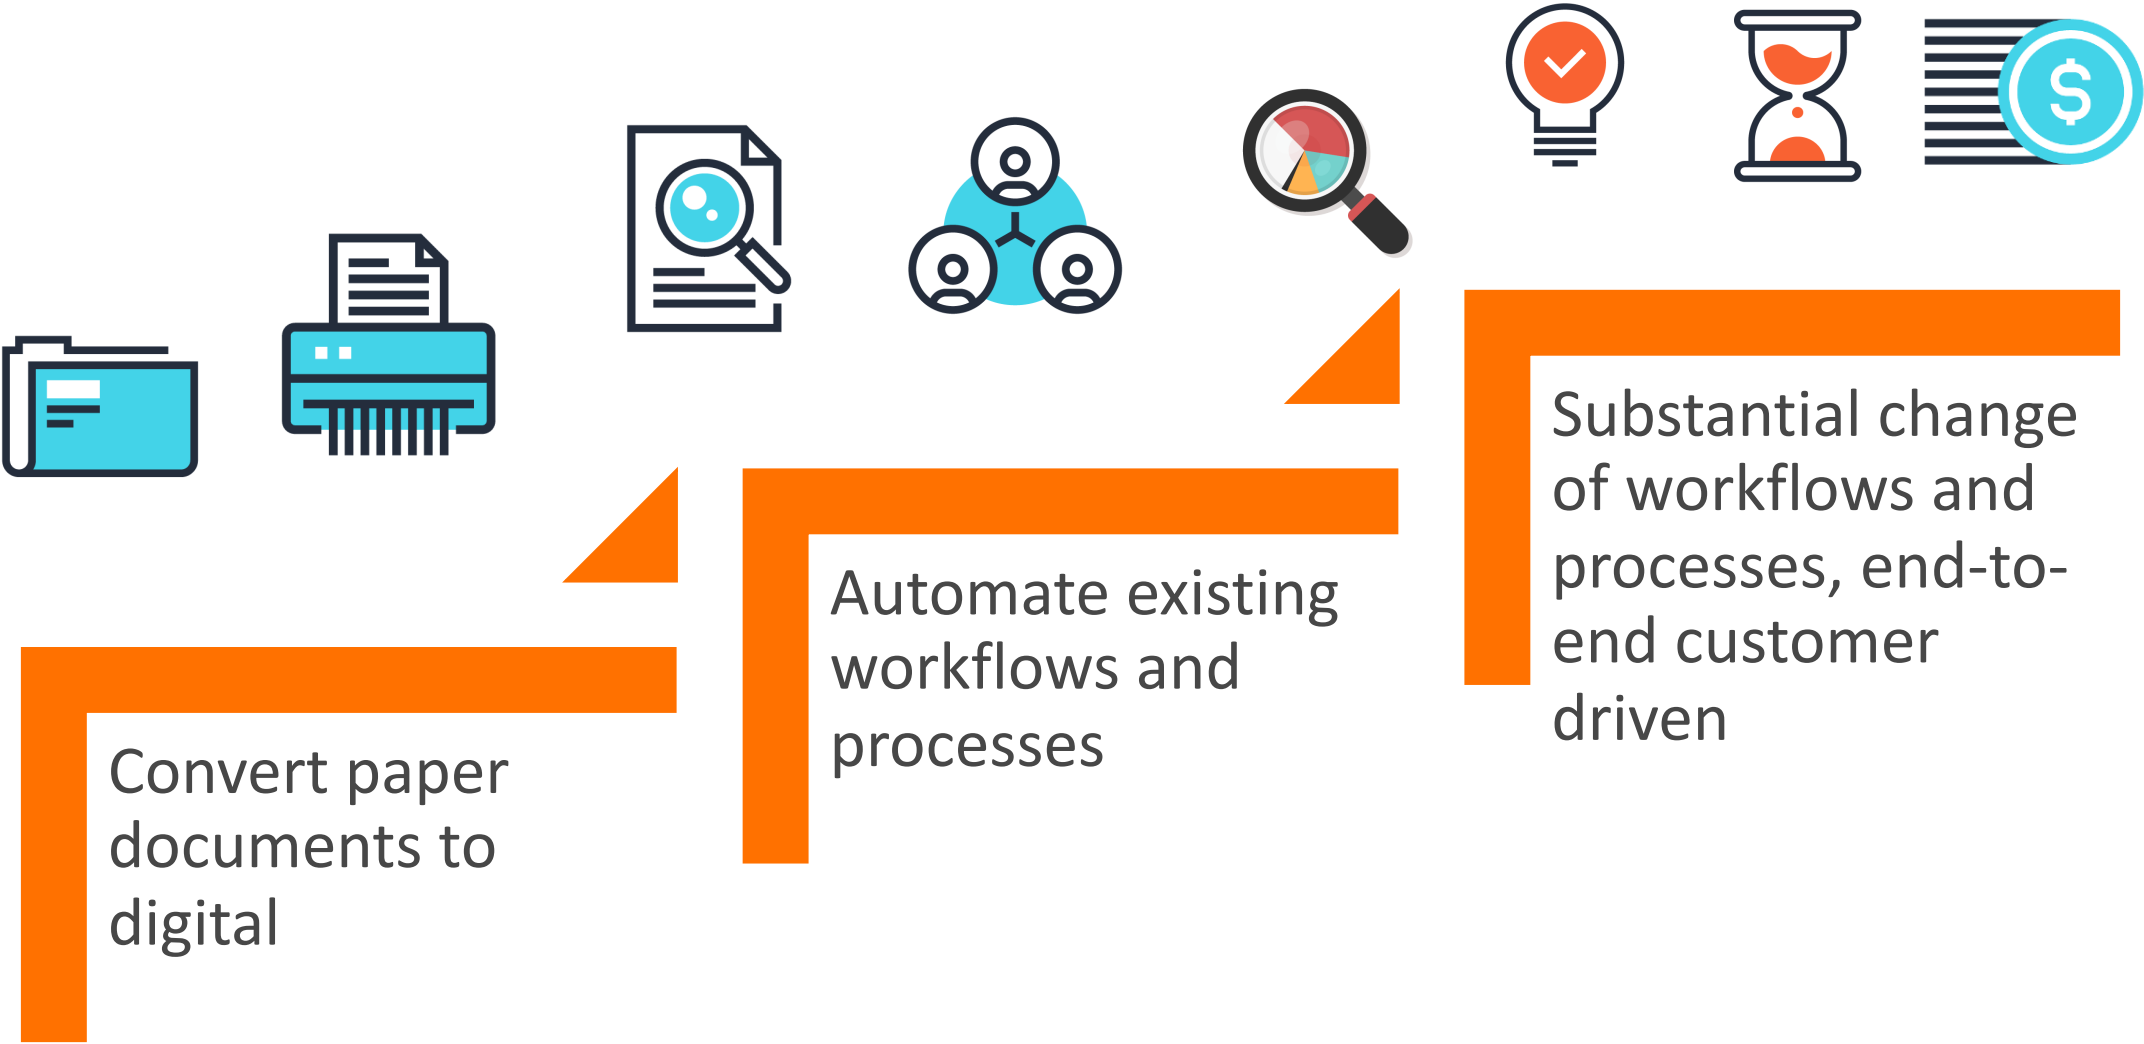 Convert paper
documents to
digital
Automate existing
workflows and
processes
Substantial change
of workflows and
processes, end-to-
end customer
driven
$